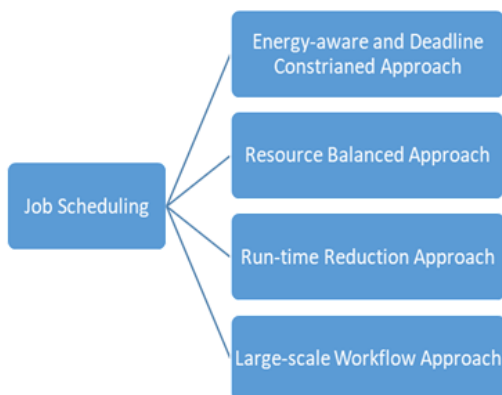 Energy-aware and Deadline
Constrianed Approach
Resource Balanced Approach
Job Scheduling
Run-time Reduction Approach
Large-scale Workflow Approach